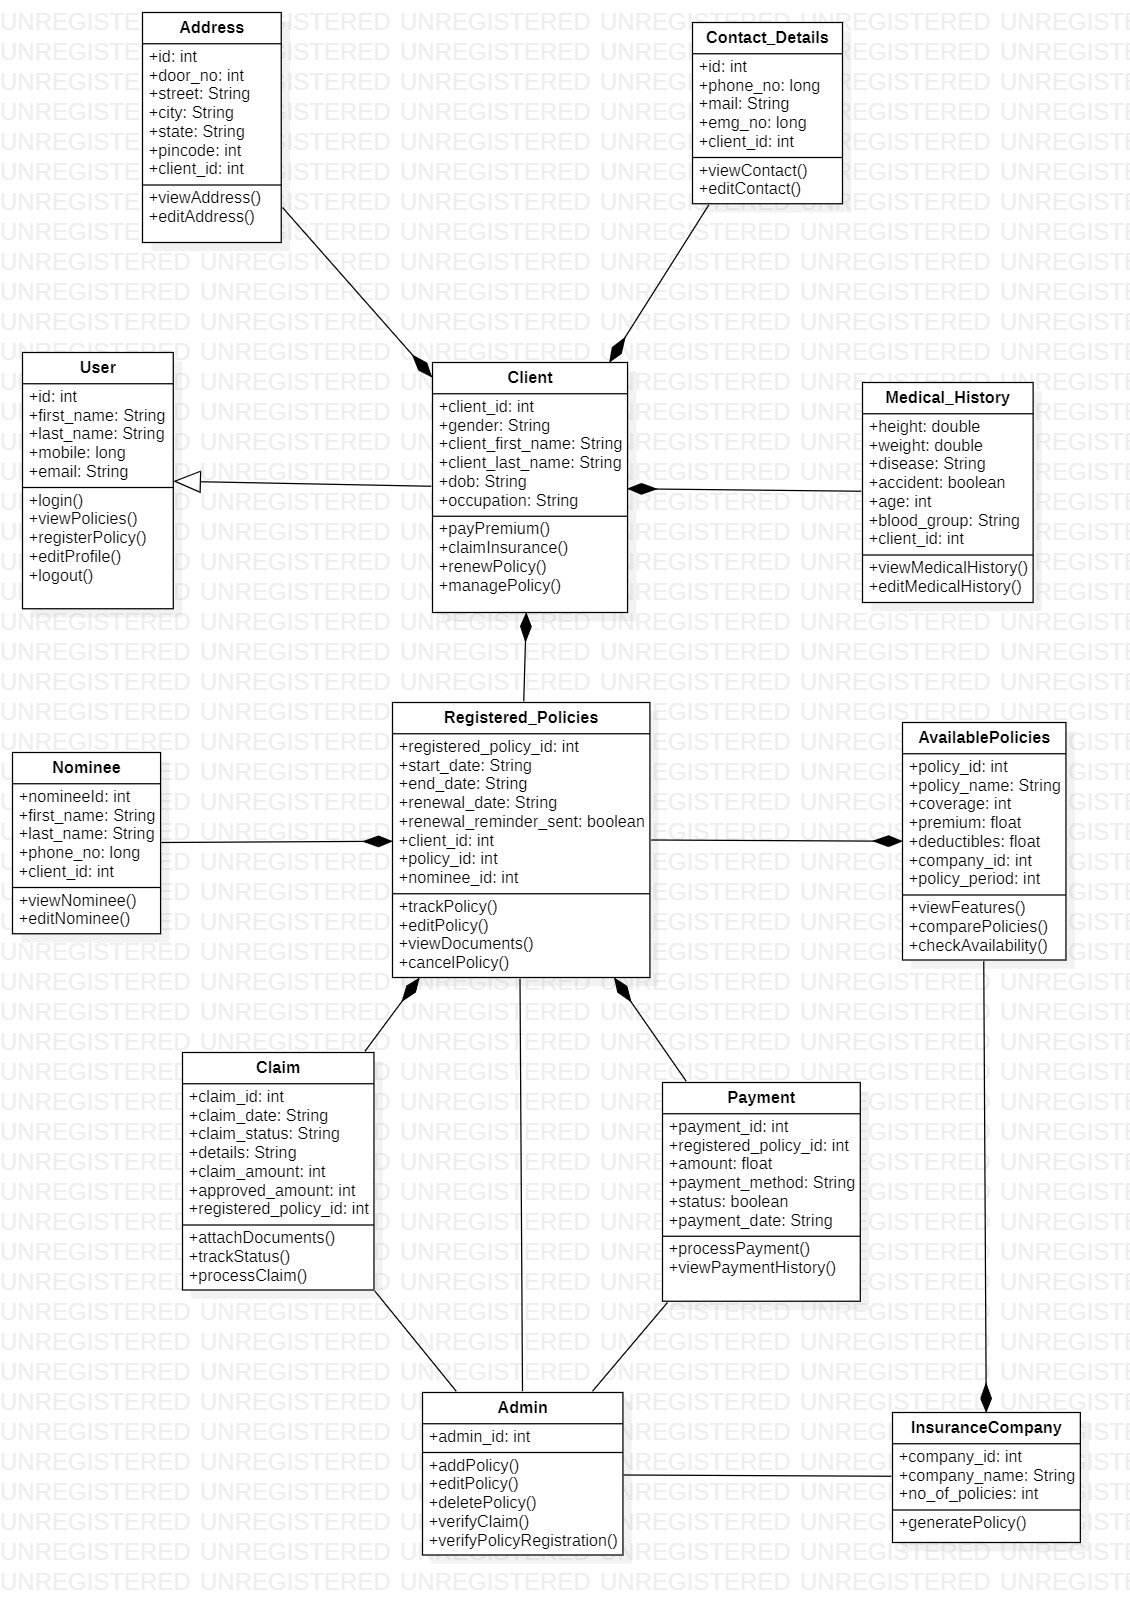 Address
+id: int
+door_no: int
+street: String
+city: String
+state: String
+pincode: int
+client_id: int
+viewAddress()
+editAddress()
Contact_Details
+id: int
+phone_no: long
+mail: String
+emg_no: long
+client_id: int
+viewContact()
+editContact()
User
+id: int
+first_name: String
+last_name: String
+mobile: long
+email: String
+login()
+viewPolicies()
+registerPolicy()
+editProfile()
+logout()
Client
+client_id: int
+gender: String
+client_first_name: String
+client_last_name: String
+dob: String
+occupation: String
+payPremium()
+claimInsurance()
+renewPolicy()
+managePolicy()
Medical_History
+height: double
+weight: double
+disease: String
+accident: boolean
+age: int
+blood_group: String
+client_id: int
+viewMedicalHistory()
+editMedicalHistory()
Nominee
+nomineeId: int
+first_name: String
+last_name: String
+phone_no: long
+client_id: int
+viewNominee()
+editNominee()
Registered_Policies
+registered_policy_id: int
+start_date: String
+end_date: String
+renewal_date: String
+renewal_reminder_sent: boolean
+client_id: int
+policy_id: int
+nominee_id: int
+trackPolicy()
+editPolicy()
+viewDocuments()
+cancelPolicy()
AvailablePolicies
+policy_id: int
+policy_name: String
+coverage: int
+premium: float
+deductibles: float
+company_id: int
+policy_period: int
+viewFeatures()
+comparePolicies()
+checkAvailability()
Claim
+claim_id: int
+claim_date: String
+claim_status: String
+details: String
+claim_amount: int
+approved_amount: int
+registered_policy_id: int
+attachDocuments()
+trackStatus()
+processClaim()
Payment
+payment_id: int
+registered_policy_id: int
+amount: float
+payment_method: String
+status: boolean
+payment_date: String
+processPayment()
+viewPaymentHistory()
Admin
+admin_id: int
+addPolicy()
+editPolicy()
+deletePolicy()
+verifyClaim()
+verifyPolicyRegistration()
InsuranceCompany
+company_id: int
+company_name: String
+no_of_policies: int
+generatePolicy()
UNREGISTERED UNREGISTERED UNREGISTERED UNREGISTERED UNREGISTERED